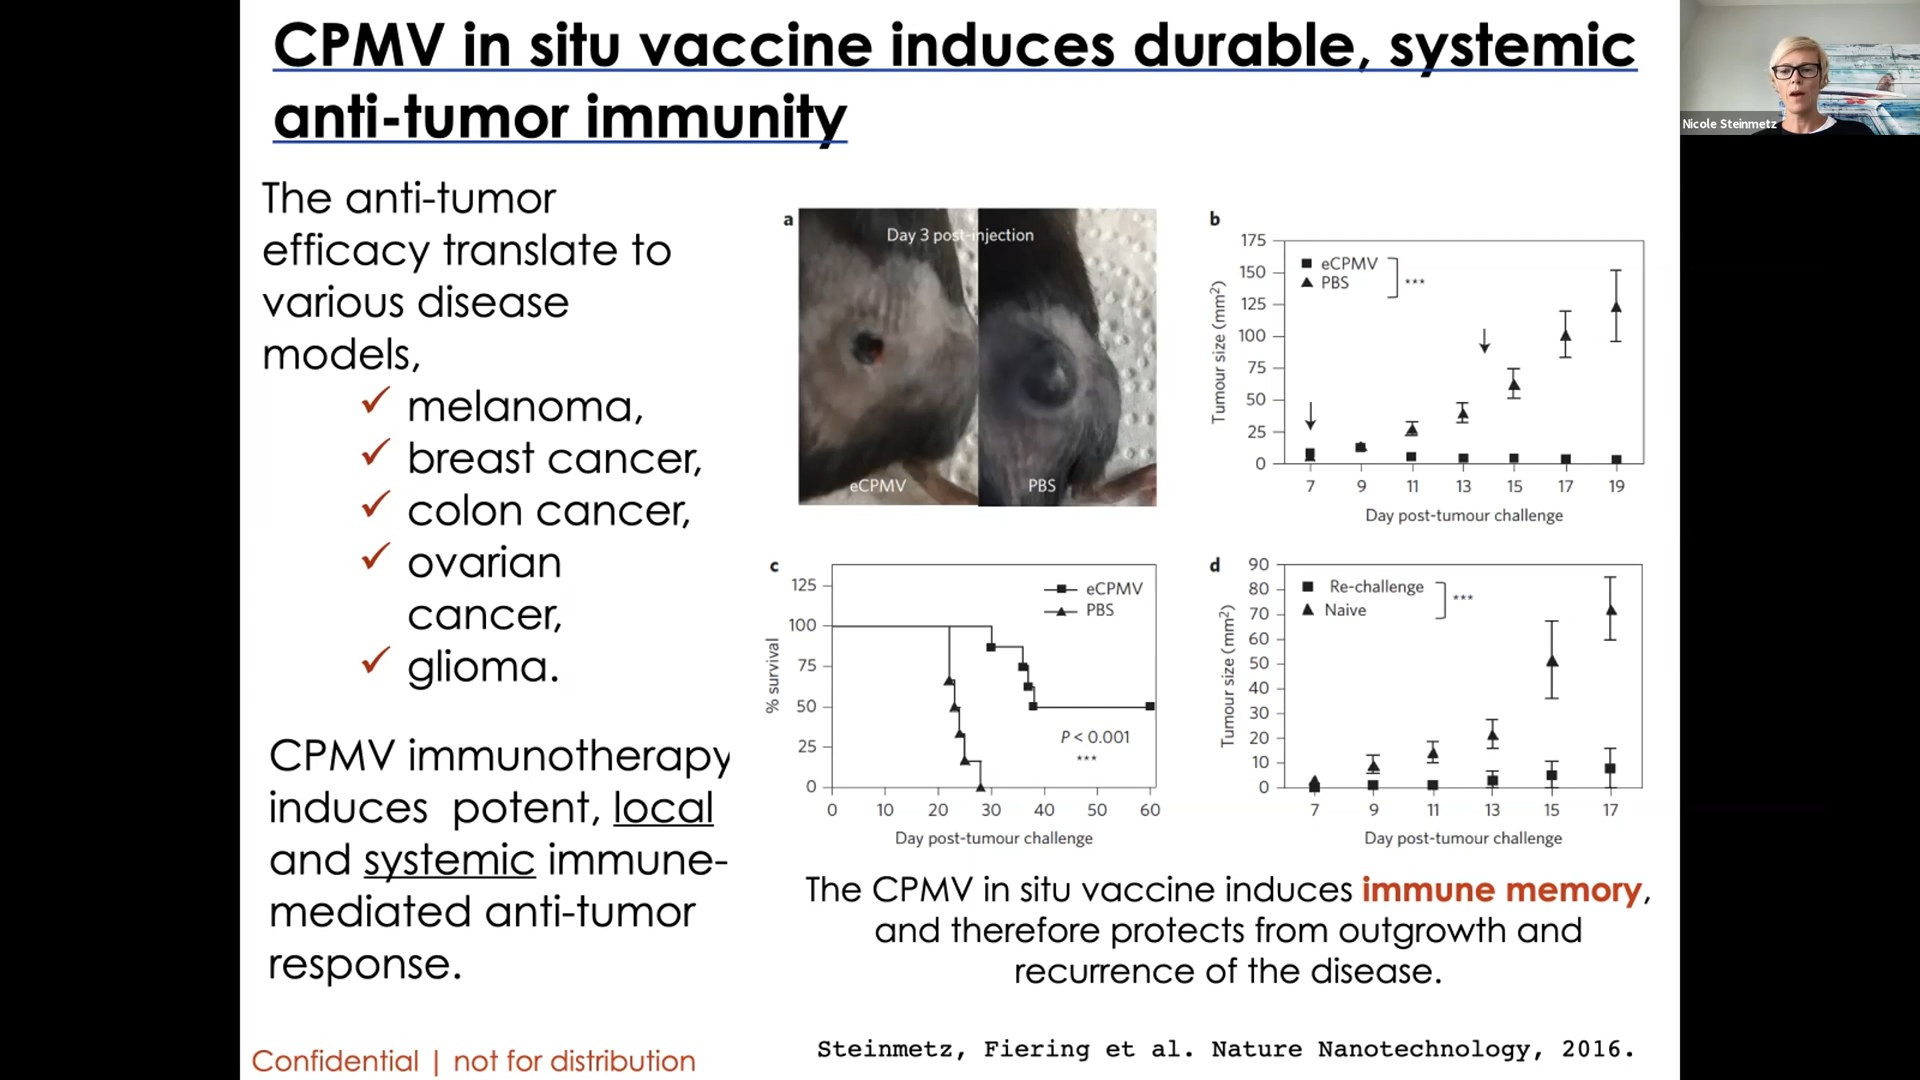 CPMV in situ vaccine induces durable, systemic
anti-tumor immunity
Nicole Steinmetz
The anti-tumor
efficacy translate to
various disease
models,
✓ melanoma,
✓ breast cancer,
✓ colon cancer,
✓ ovarian
cancer,
✓ glioma.
CPMV immunotherapy
induces potent, local
and systemic immune-
mediated anti-tumor
response.
Confidential | not for distribution
a
Day 3 post-injection
eCPMV
PBS
b
Tumour size (mm²)
175
150
125
100
75
50
25
0
eCPMV
PBS
***
7 9 11 13 15 17 19
Day post-tumour challenge
c
% survival
125
100
75
50
25
0
eCPMV
PBS
P < 0.001
***
0 10 20 30 40 50 60
Day post-tumour challenge
d
Tumour size (mm²)
90
80
70
60
50
40
30
20
10
0
Re-challenge
Naive
***
7 9 11 13 15 17
Day post-tumour challenge
The CPMV in situ vaccine induces immune memory,
and therefore protects from outgrowth and
recurrence of the disease.
Steinmetz, Fiering et al. Nature Nanotechnology, 2016.